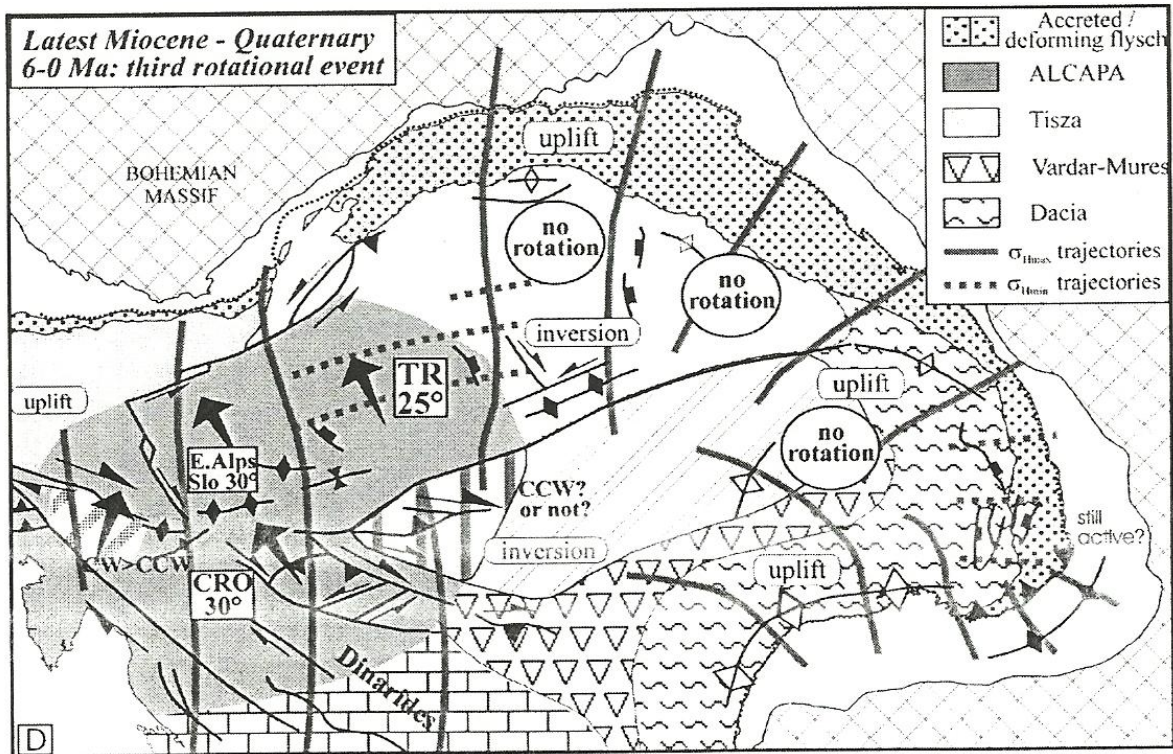 Latest Miocene - Quaternary
6-0 Ma: third rotational event
Accreted /
deforming flysch
ALCAPA
Tisza
Vardar-Mures
Dacia
σHmax trajectories
σHmin trajectories
BOHEMIAN
MASSIF
uplift
no
rotation
no
rotation
inversion
TR
25°
uplift
uplift
E.Alps
Slo 30°
no
rotation
CCW?
or not?
still
active?
inversion
CW>CCW
CRO
30°
uplift
Dinarides
D